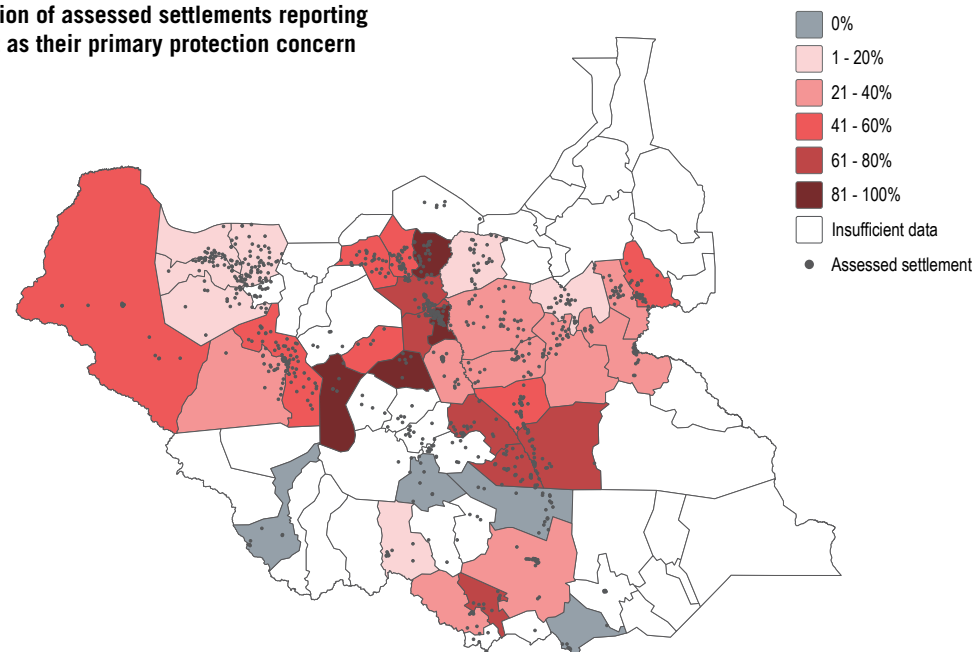 of assessed settlements reporting
as their primary protection concern
0%
1 - 20%
21 - 40%
41 - 60%
61 - 80%
81 - 100%
Insufficient data
Assessed settlement